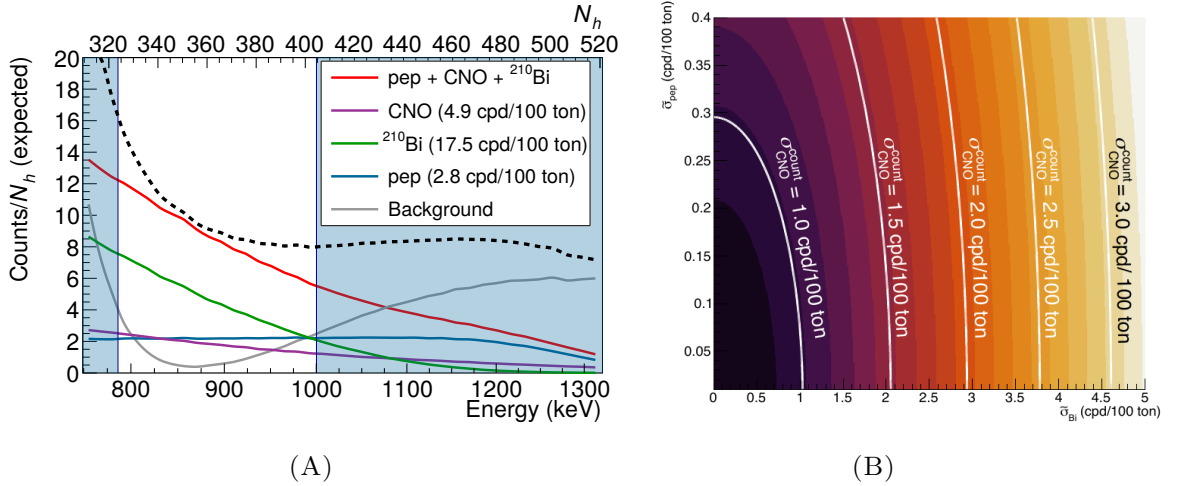 N_h
320 340 360 380 400 420 440 460 480 500 520
Counts/N_h (expected)
20
18
16
14
12
10
8
6
4
2
0
pep + CNO + ²¹⁰Bi
CNO (4.9 cpd/100 ton)
²¹⁰Bi (17.5 cpd/100 ton)
pep (2.8 cpd/100 ton)
Background
800 900 1000 1100 1200 1300
Energy (keV)
(A)
σ̃_pep (cpd/100 ton)
0.4
0.35
0.3
0.25
0.2
0.15
0.1
0.05
σ^count_CNO = 1.0 cpd/100 ton
σ^count_CNO = 1.5 cpd/100 ton
σ^count_CNO = 2.0 cpd/100 ton
σ^count_CNO = 2.5 cpd/100 ton
σ^count_CNO = 3.0 cpd/ 100 ton
0 0.5 1 1.5 2 2.5 3 3.5 4 4.5 5
σ̃_Bi (cpd/100 ton)
(B)